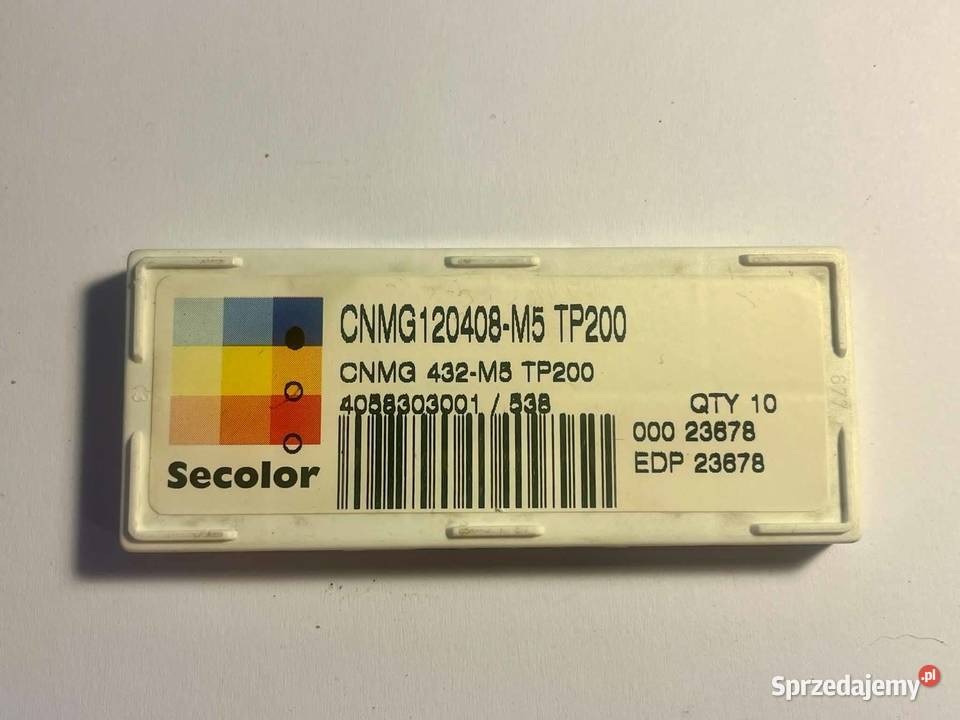 CNMG120408-M5 TP200
CNMG 432-M5 TP200
4058303001 / 538
QTY 10
000 23678
EDP 23678
Secolor
Sprzedajemy.pl